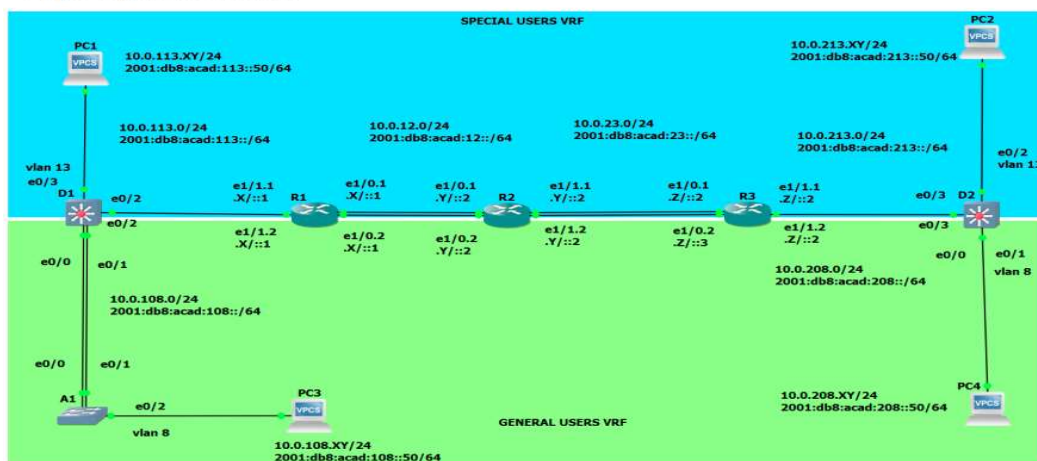 SPECIAL USERS VRF
PC1
VPCS
10.0.113.XY/24
2001:db8:acad:113::50/64
PC2
VPCS
10.0.213.XY/24
2001:db8:acad:213::50/64
10.0.113.0/24
2001:db8:acad:113::/64
10.0.12.0/24
2001:db8:acad:12::/64
10.0.23.0/24
2001:db8:acad:23::/64
10.0.213.0/24
2001:db8:acad:213::/64
vlan 13
e0/3
D1
e0/2
e0/2
e1/1.1
.X/::1
R1
e1/0.1
.X/::1
e1/0.1
.Y/::2
R2
e1/1.1
.Y/::2
e1/0.1
.Z/::2
R3
e1/1.1
.Z/::2
e0/3
D2
e0/2
vlan 13
e0/3
e1/1.2
.X/::1
e1/0.2
.X/::1
e1/0.2
.Y/::2
e1/1.2
.Y/::2
e1/0.2
.Z/::3
e1/1.2
.Z/::2
e0/0
e0/1
e0/0
e0/1
vlan 8
10.0.108.0/24
2001:db8:acad:108::/64
10.0.208.0/24
2001:db8:acad:208::/64
e0/0
e0/1
A1
e0/2
vlan 8
PC3
VPCS
10.0.108.XY/24
2001:db8:acad:108::50/64
PC4
VPCS
10.0.208.XY/24
2001:db8:acad:208::50/64
GENERAL USERS VRF